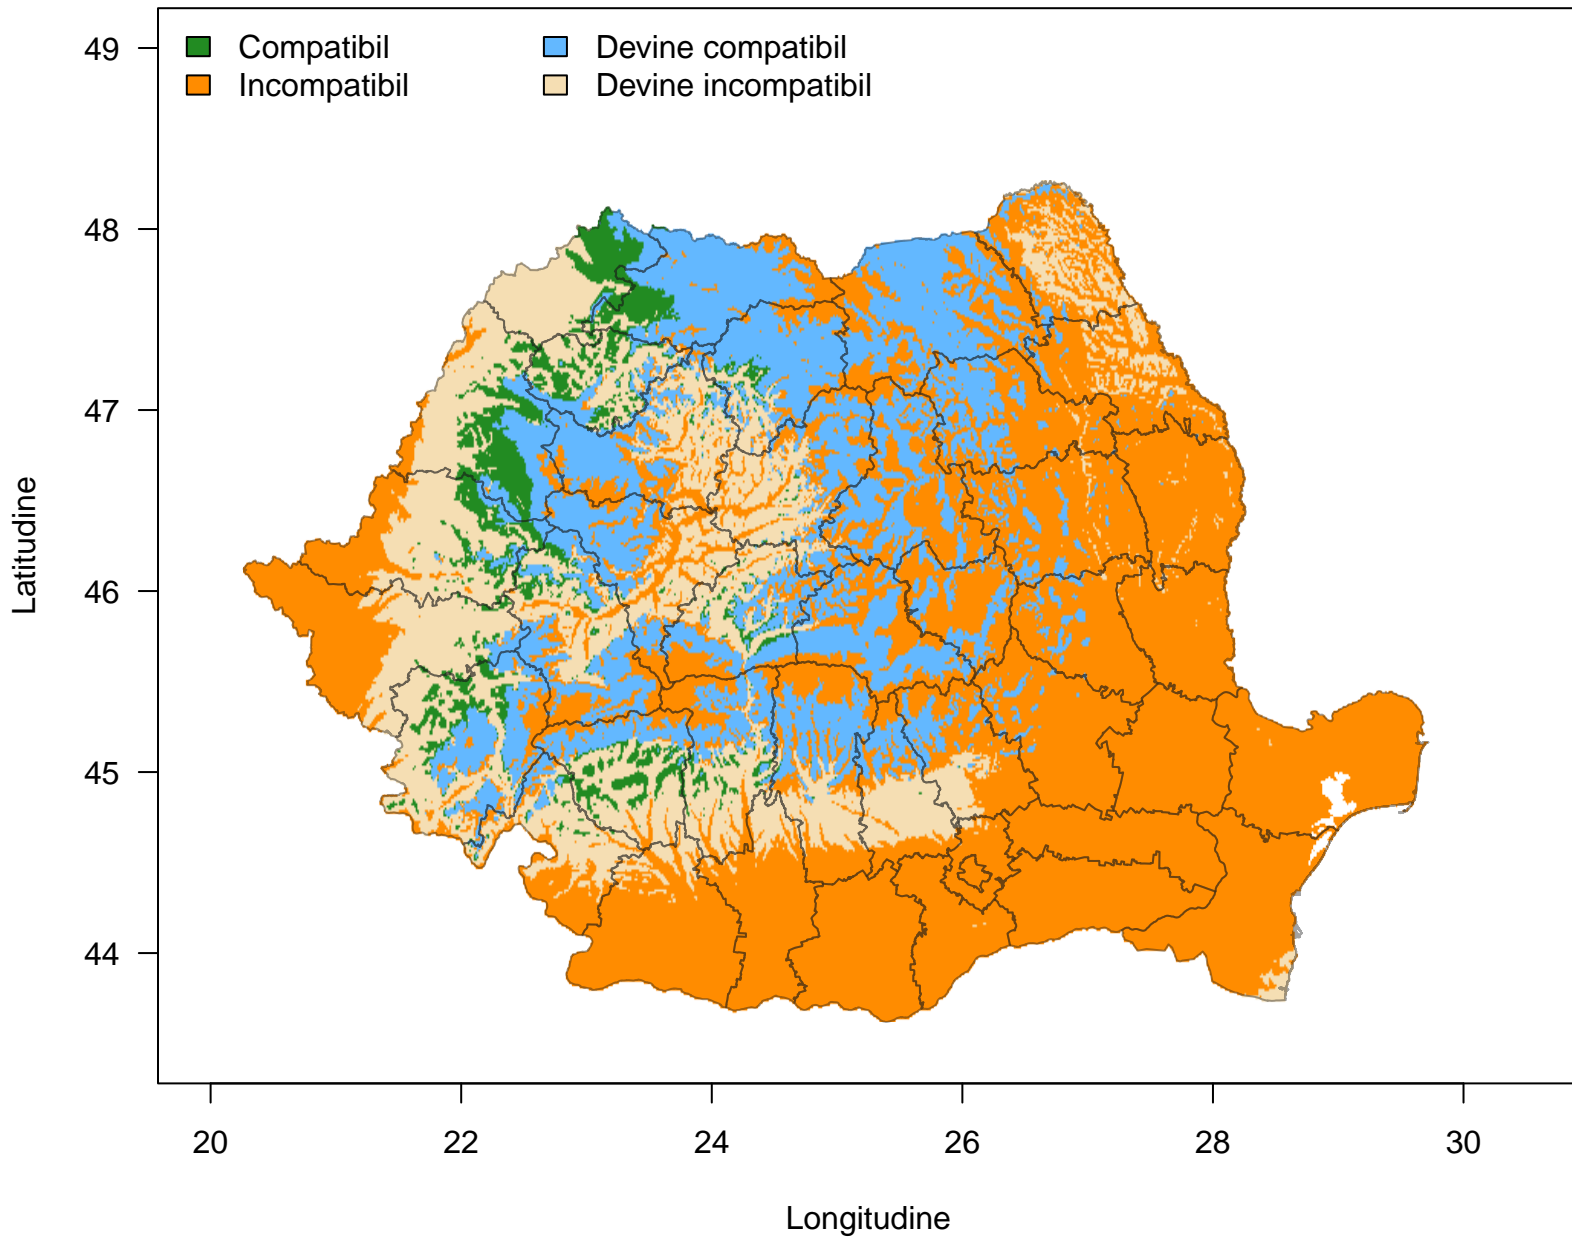 Compatibil
Incompatibil
Devine compatibil
Devine incompatibil
49
48
47
46
45
44
Latitudine
20 22 24 26 28 30
Longitudine